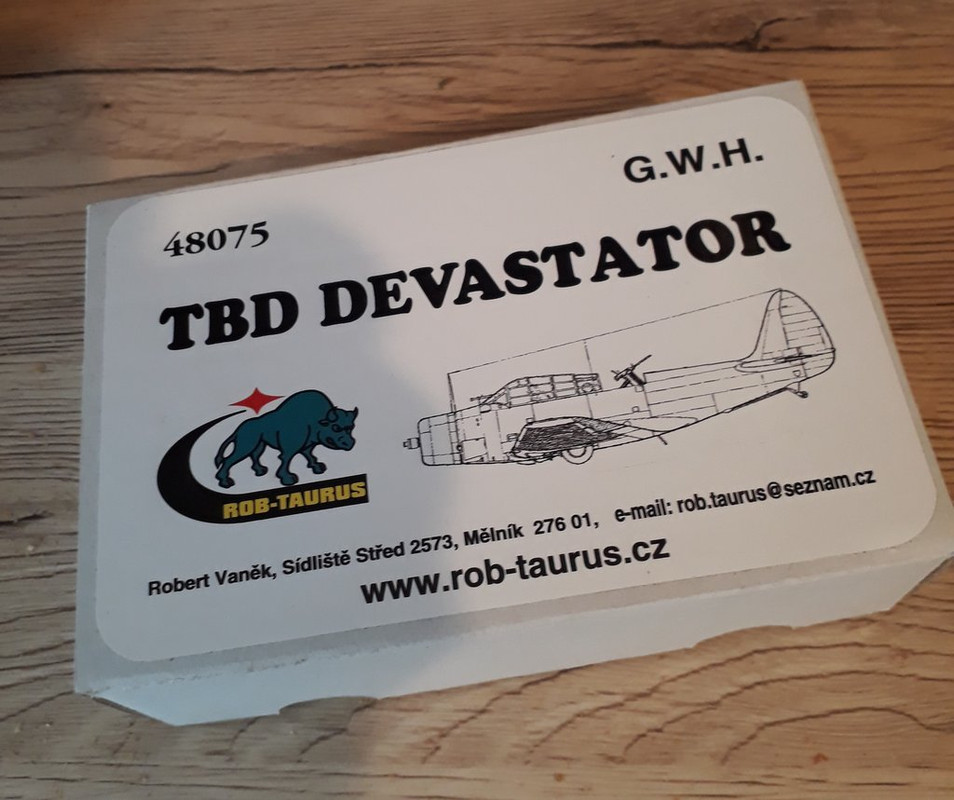 G.W.H.
48075
TBD DEVASTATOR
ROB-TAURUS
Robert Vaněk, Sídliště Střed 2573, Mělník 276 01, e-mail: rob.taurus@seznam.cz
www.rob-taurus.cz